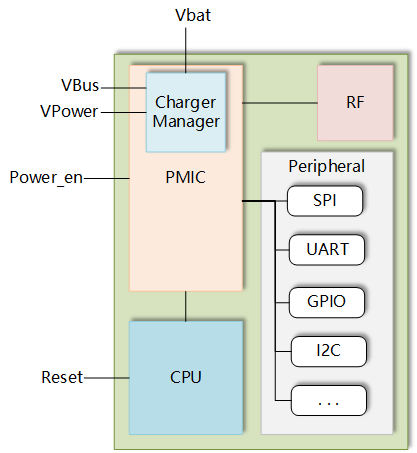 Vbat
VBus
VPower
Charger
Manager
RF
Power_en
PMIC
Peripheral
SPI
UART
GPIO
I2C
. . .
Reset
CPU